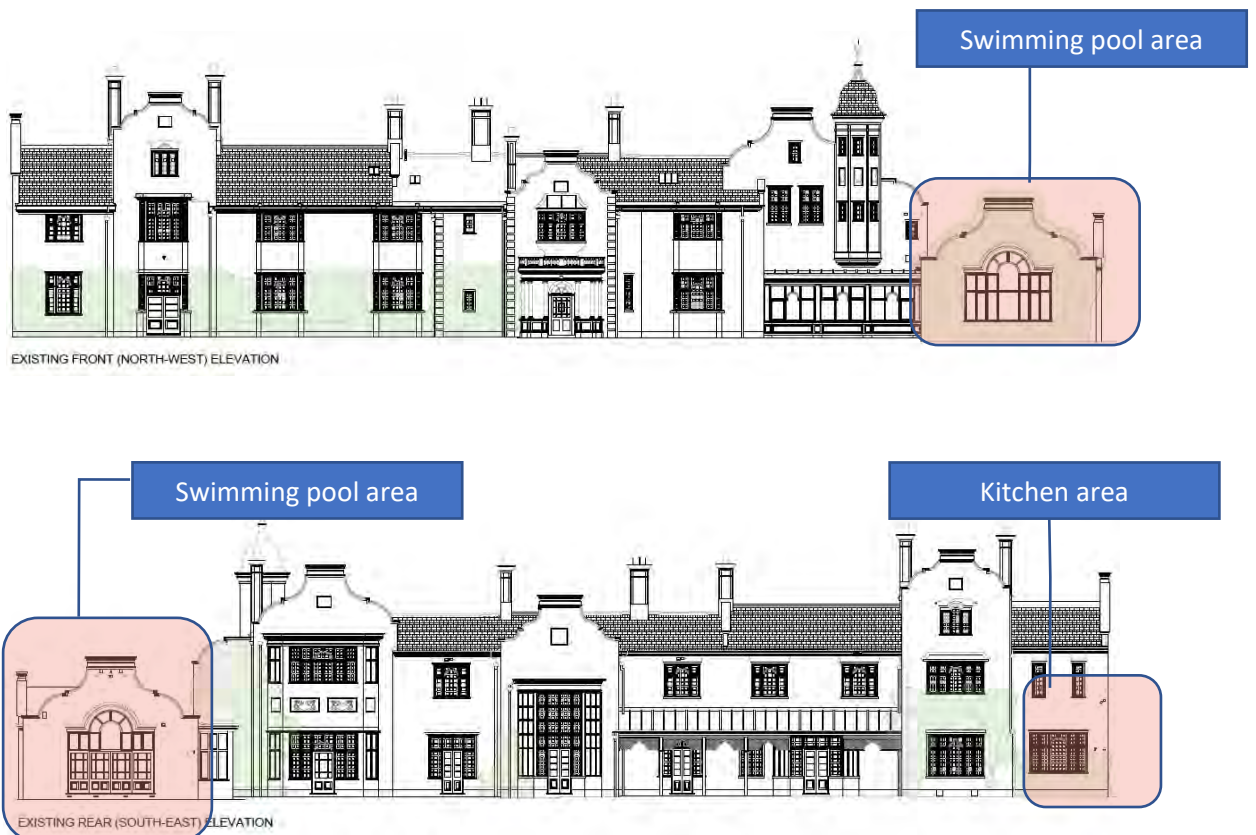 Swimming pool area
EXISTING FRONT (NORTH-WEST) ELEVATION
Swimming pool area
Kitchen area
EXISTING REAR (SOUTH-EAST) ELEVATION